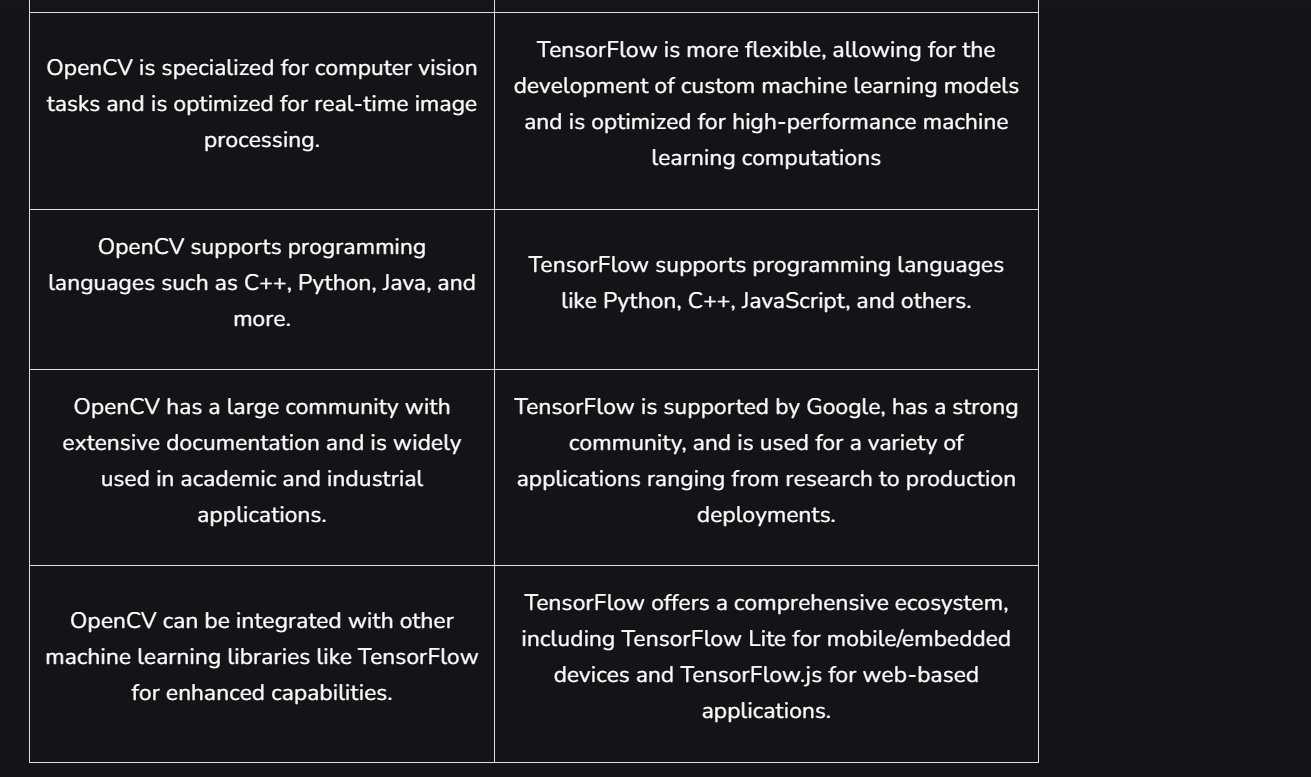 OpenCV is specialized for computer vision
tasks and is optimized for real-time image
processing.
TensorFlow is more flexible, allowing for the
development of custom machine learning models
and is optimized for high-performance machine
learning computations
OpenCV supports programming
languages such as C++, Python, Java, and
more.
TensorFlow supports programming languages
like Python, C++, JavaScript, and others.
OpenCV has a large community with
extensive documentation and is widely
used in academic and industrial
applications.
TensorFlow is supported by Google, has a strong
community, and is used for a variety of
applications ranging from research to production
deployments.
OpenCV can be integrated with other
machine learning libraries like TensorFlow
for enhanced capabilities.
TensorFlow offers a comprehensive ecosystem,
including TensorFlow Lite for mobile/embedded
devices and TensorFlow.js for web-based
applications.